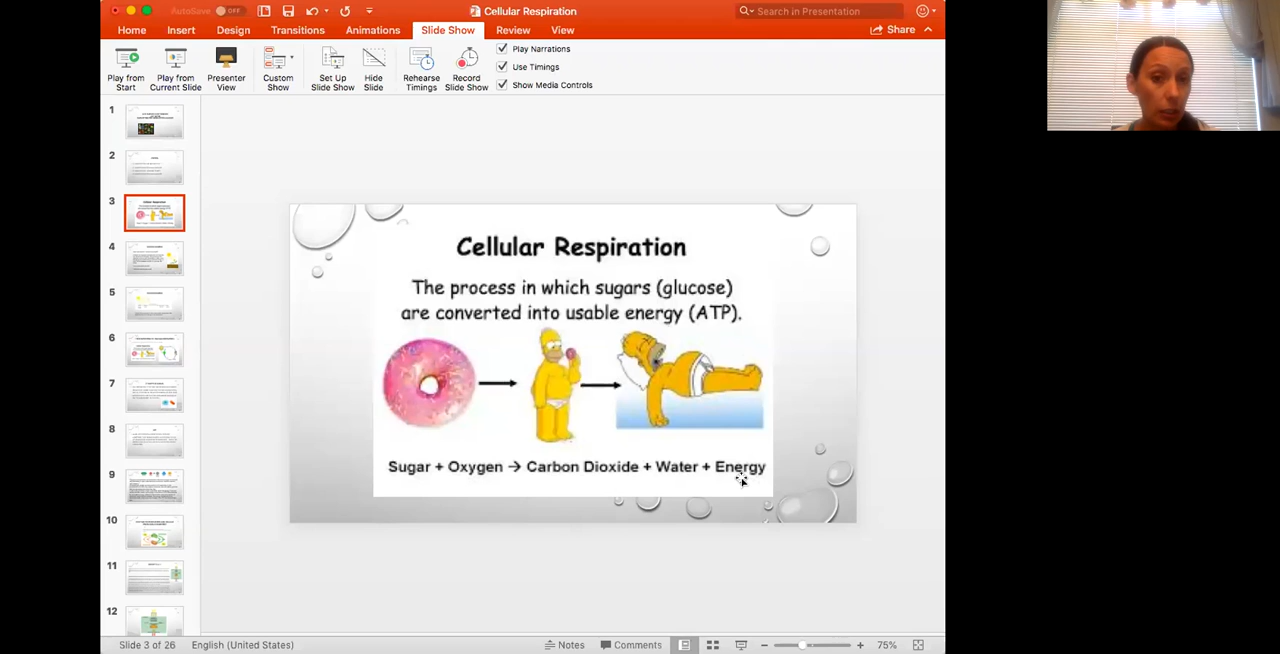 AutoSave OFF
Cellular Respiration
Search in Presentation
Home Insert Design Transitions Animations Slide Show Review View Share
Play from Start
Play from Current Slide
Presenter View
Custom Show
Set Up Slide Show
Hide Slide
Rehearse Timings
Record Slide Show
Play Narrations
Use Timings
Show Media Controls
1
2
3
4
5
6
7
8
9
10
11
12
Cellular Respiration
The process in which sugars (glucose)
are converted into usable energy (ATP).
Sugar + Oxygen → Carbon Dioxide + Water + Energy
Slide 3 of 26 English (United States) Notes Comments 75%